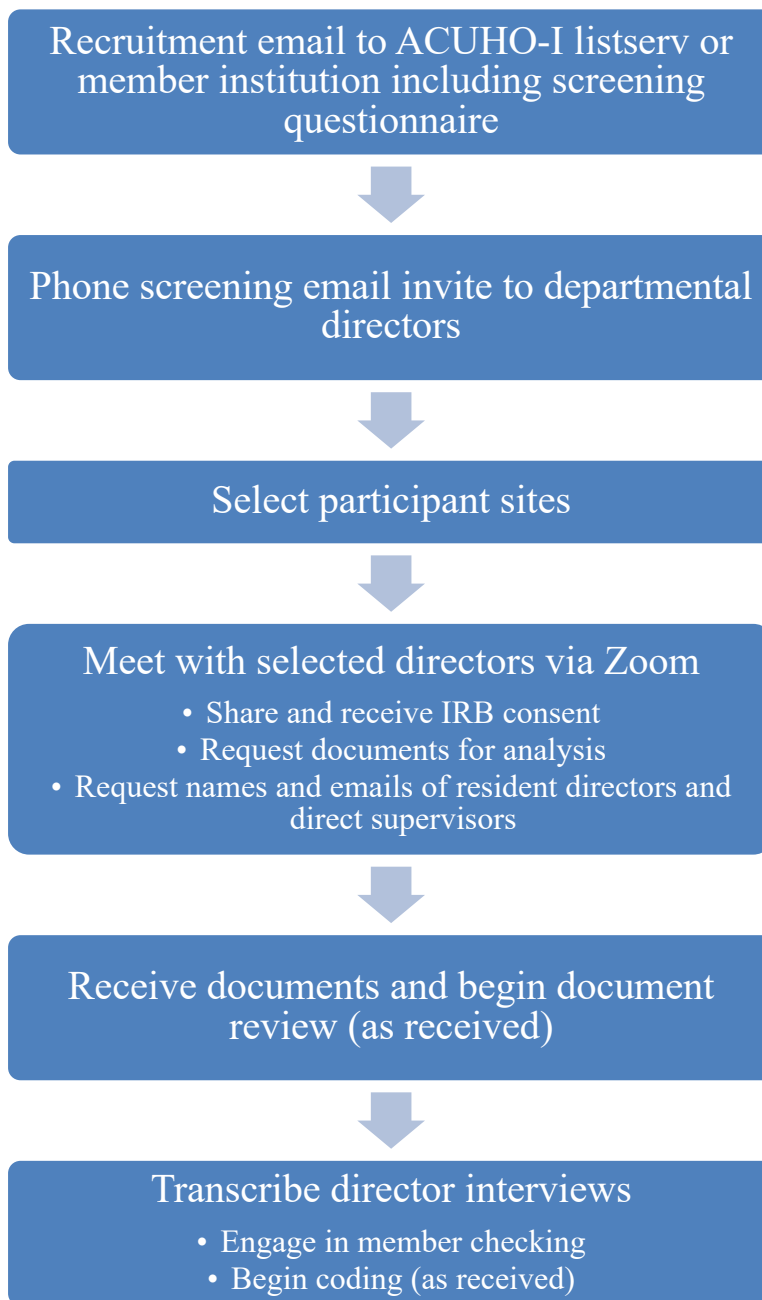 Recruitment email to ACUHO-I listserv or
member institution including screening
questionnaire
Phone screening email invite to departmental
directors
Select participant sites
Meet with selected directors via Zoom
• Share and receive IRB consent
• Request documents for analysis
• Request names and emails of resident directors and
direct supervisors
Receive documents and begin document
review (as received)
Transcribe director interviews
• Engage in member checking
• Begin coding (as received)